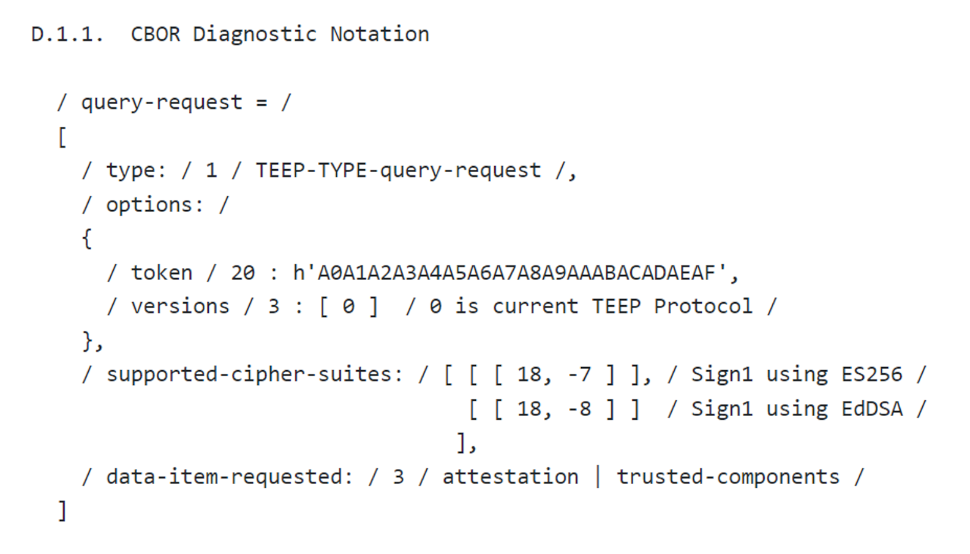 D.1.1.  CBOR Diagnostic Notation
/ query-request = /
[
/ type: / 1 / TEEP-TYPE-query-request /,
/ options: /
{
/ token / 20 : h'A0A1A2A3A4A5A6A7A8A9AAABACADAEAF',
/ versions / 3 : [ 0 ]  / 0 is current TEEP Protocol /
},
/ supported-cipher-suites: / [ [ [ 18, -7 ] ], / Sign1 using ES256 /
[ [ 18, -8 ] ]  / Sign1 using EdDSA /
],
/ data-item-requested: / 3 / attestation | trusted-components /
]